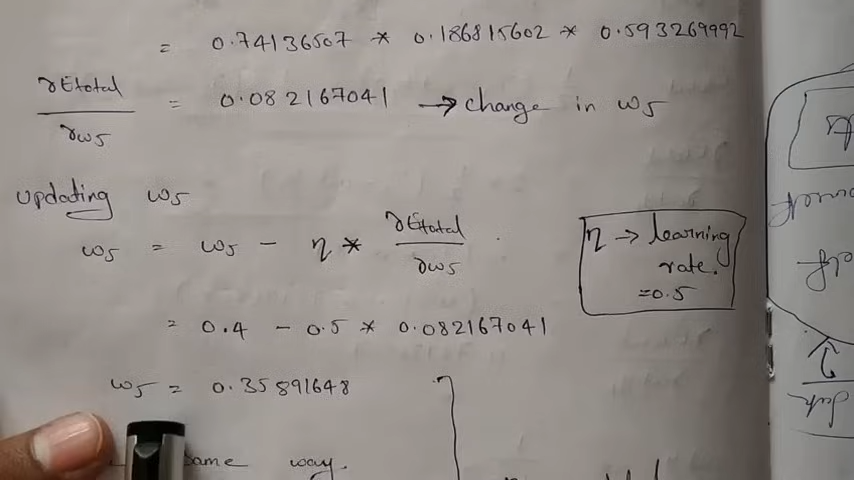 = 0.74136507 * 0.186815602 * 0.593269992
∂Etotal
∂w5
= 0.082167041 → change in w5
updating w5
w5 = w5 - η * ∂Etotal
∂w5
η → learning
rate.
=0.5
= 0.4 - 0.5 * 0.082167041
w5 = 0.35891648
same way.